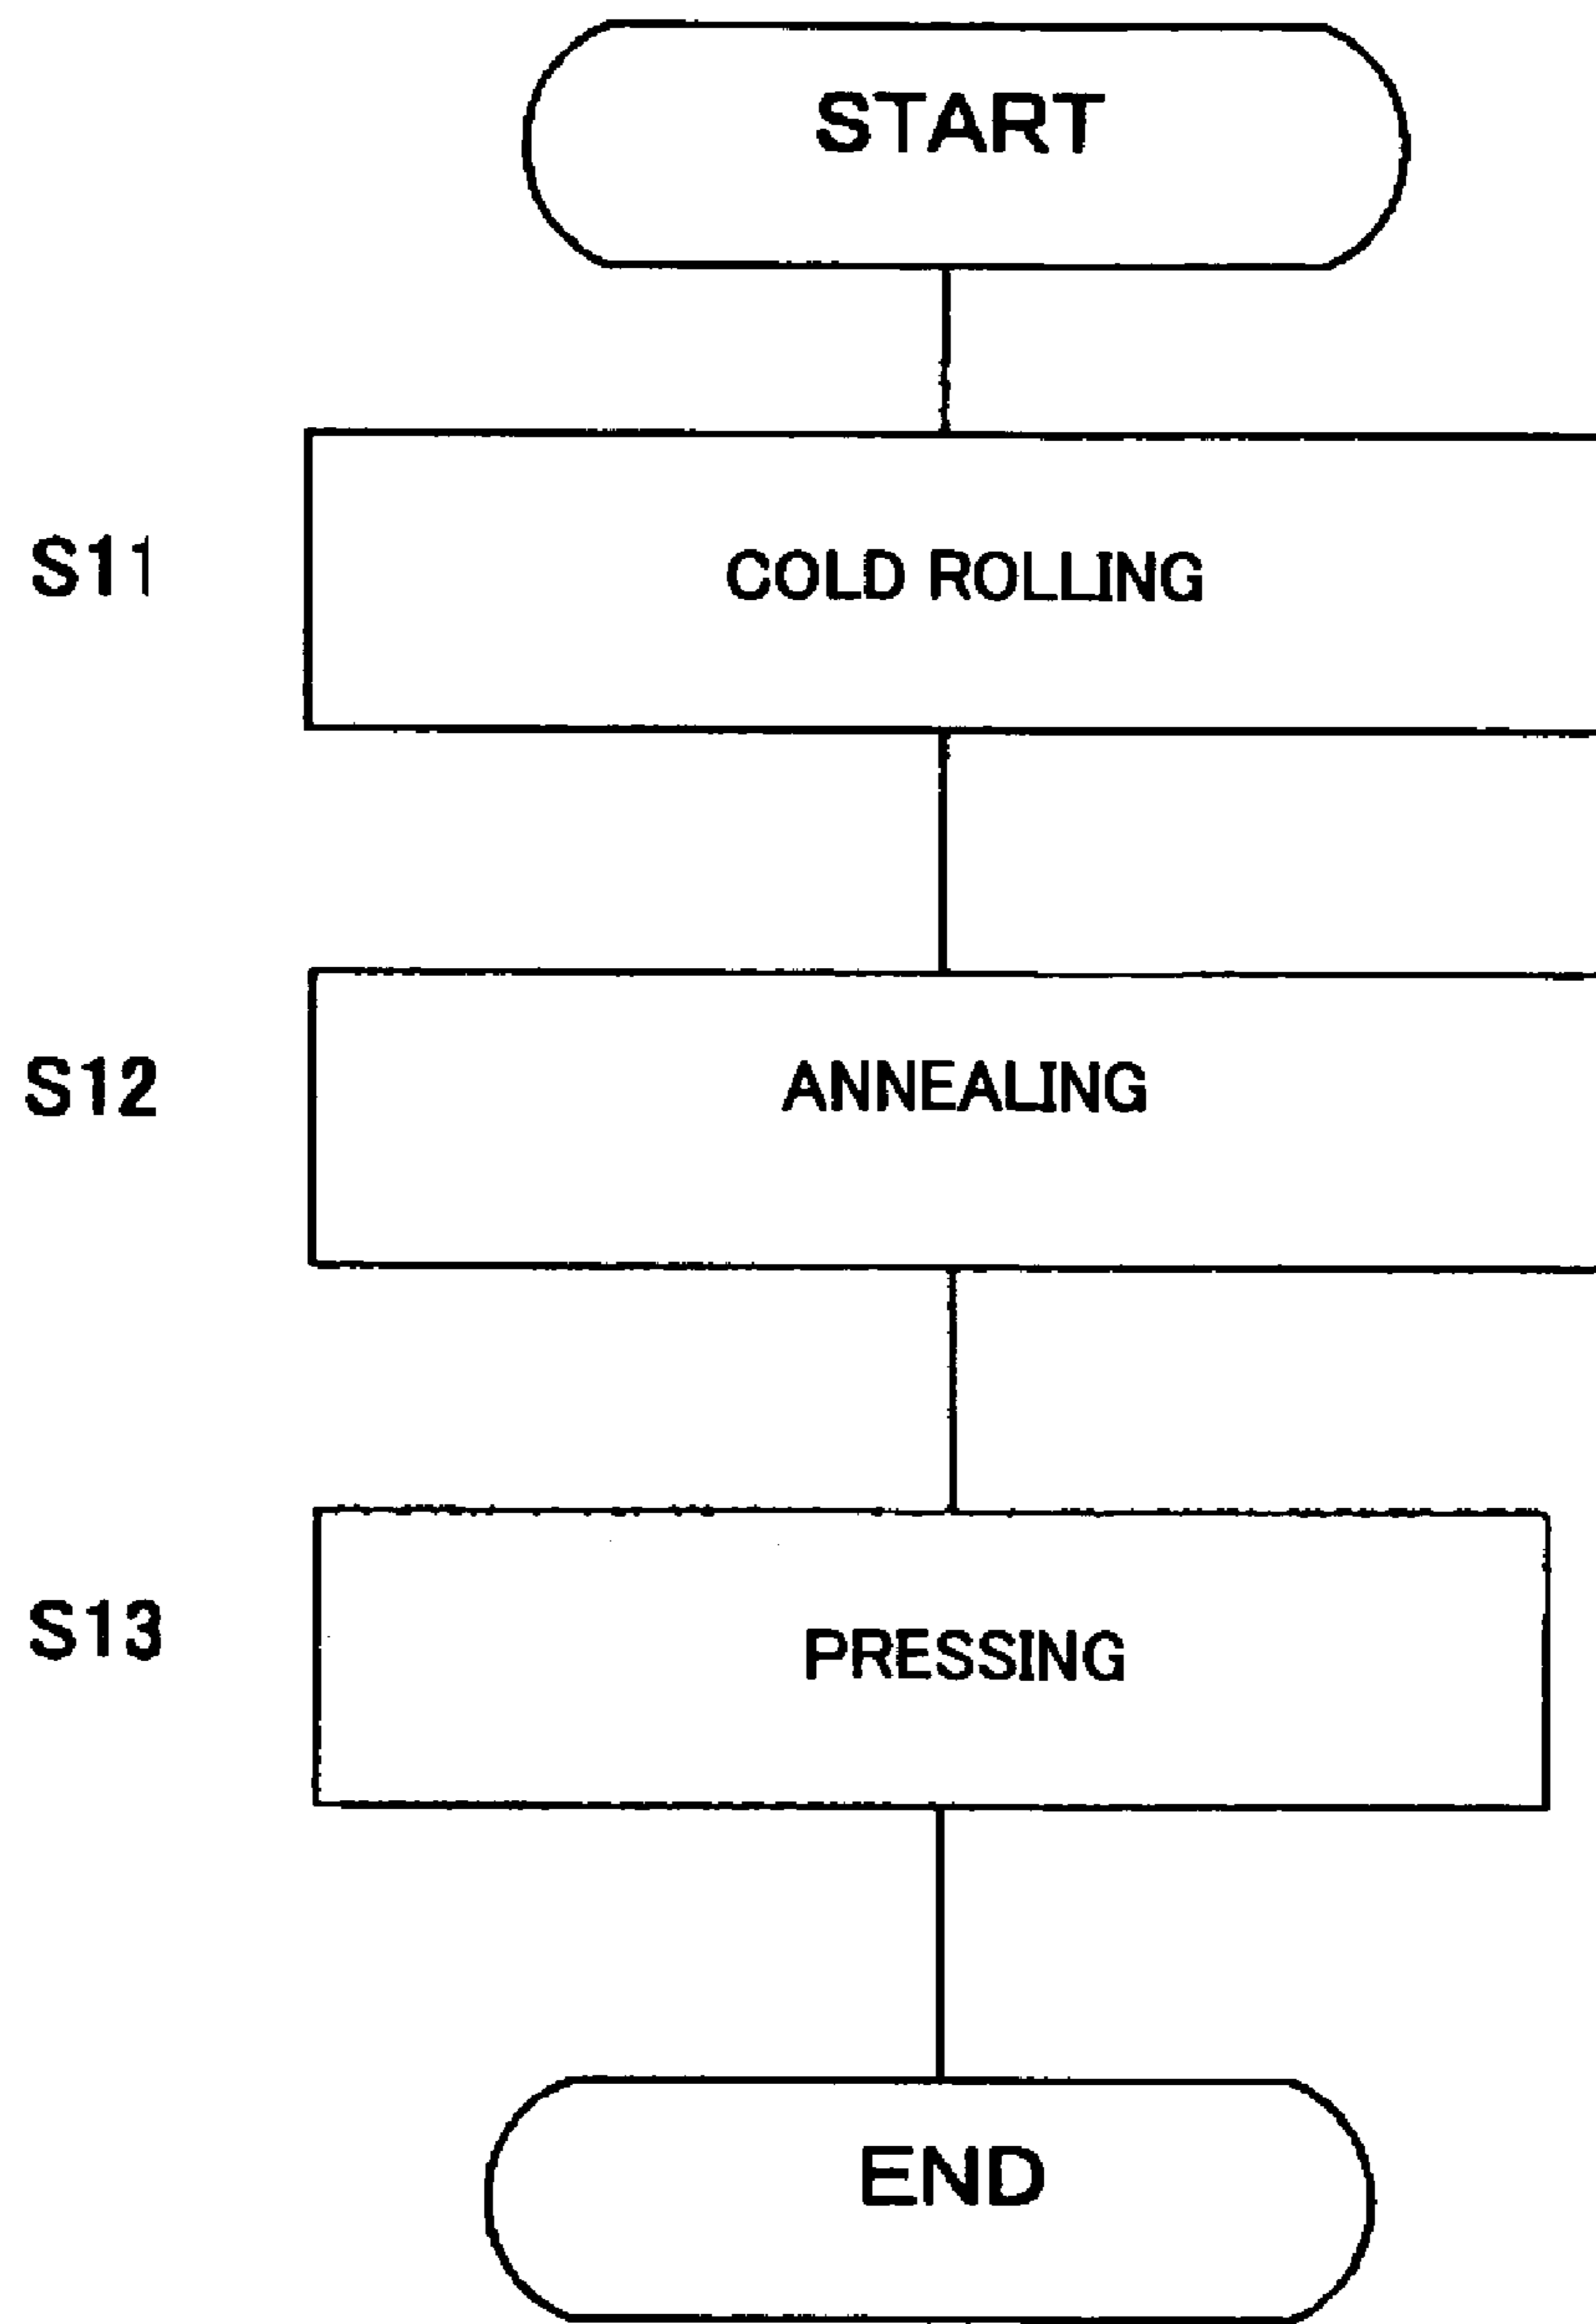 START
S11 COLD ROLLING
S12 ANNEALING
S13 PRESSING
END